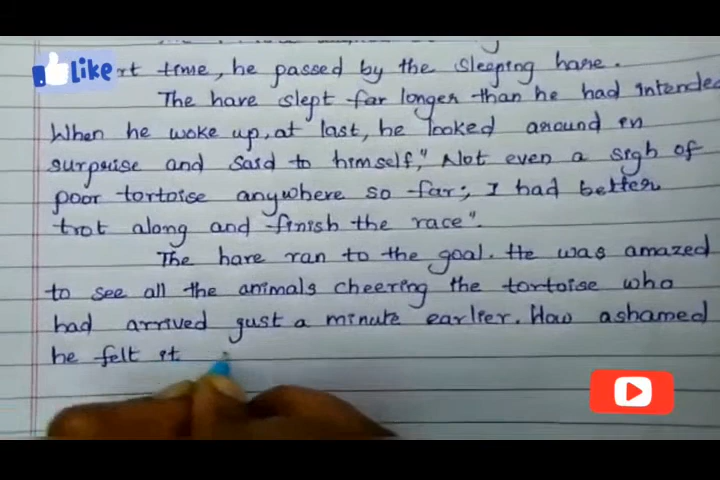 Like
rt time, he passed by the sleeping hare.
The hare slept far longer than he had intended
When he woke up, at last, he looked around in
surprise and said to himself," Not even a sigh of
poor tortoise anywhere so far; I had better
trot along and finish the race".
The hare ran to the goal. He was amazed
to see all the animals cheering the tortoise who
had arrived just a minute earlier. How ashamed
he felt it